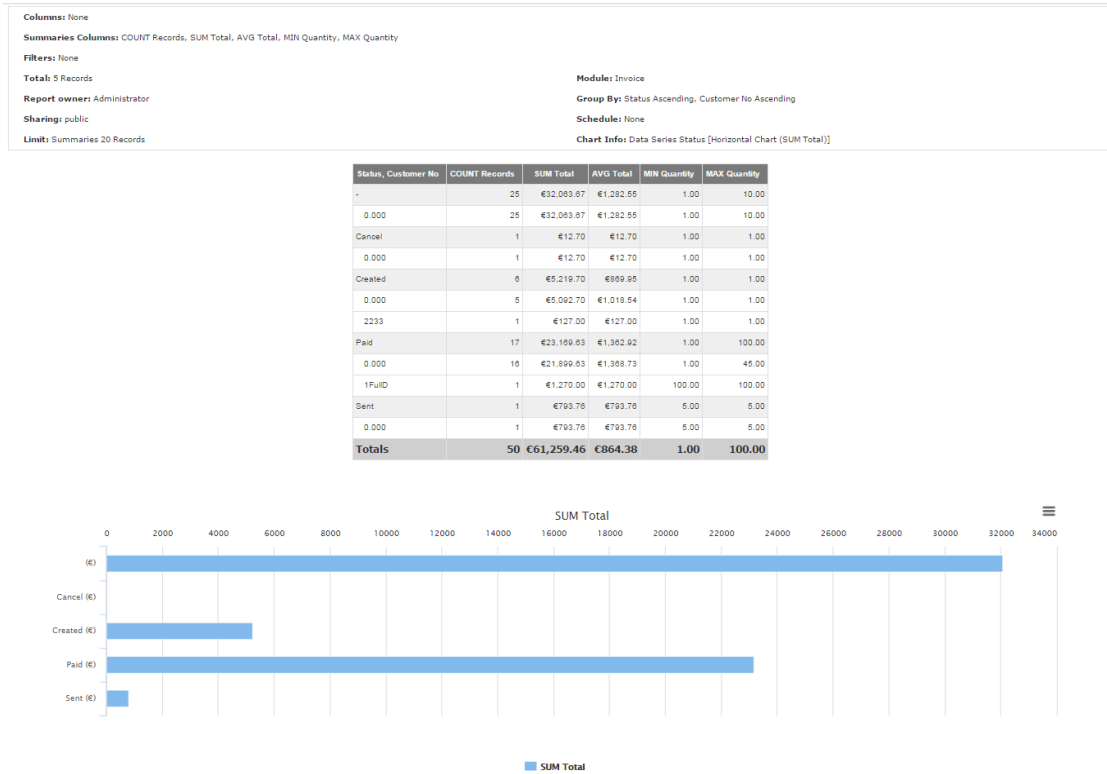 Columns: None
Summaries Columns: COUNT Records, SUM Total, AVG Total, MIN Quantity, MAX Quantity
Filters: None
Total: 5 Records Module: Invoice
Report owner: Administrator Group By: Status Ascending, Customer No Ascending
Sharing: public Schedule: None
Limit: Summaries 20 Records Chart Info: Data Series Status [Horizontal Chart (SUM Total)]
Status, Customer No COUNT Records SUM Total AVG Total MIN Quantity MAX Quantity
- 25 €32,063.67 €1,282.55 1.00 10.00
0.000 25 €32,063.67 €1,282.55 1.00 10.00
Cancel 1 €12.70 €12.70 1.00 1.00
0.000 1 €12.70 €12.70 1.00 1.00
Created 6 €5,219.70 €869.95 1.00 1.00
0.000 5 €5,092.70 €1,018.54 1.00 1.00
2233 1 €127.00 €127.00 1.00 1.00
Paid 17 €23,169.63 €1,362.92 1.00 100.00
0.000 16 €21,899.63 €1,368.73 1.00 45.00
1FullD 1 €1,270.00 €1,270.00 100.00 100.00
Sent 1 €793.76 €793.76 5.00 5.00
0.000 1 €793.76 €793.76 5.00 5.00
Totals 50 €61,259.46 €864.38 1.00 100.00
SUM Total
0 2000 4000 6000 8000 10000 12000 14000 16000 18000 20000 22000 24000 26000 28000 30000 32000 34000
(€)
Cancel (€)
Created (€)
Paid (€)
Sent (€)
SUM Total